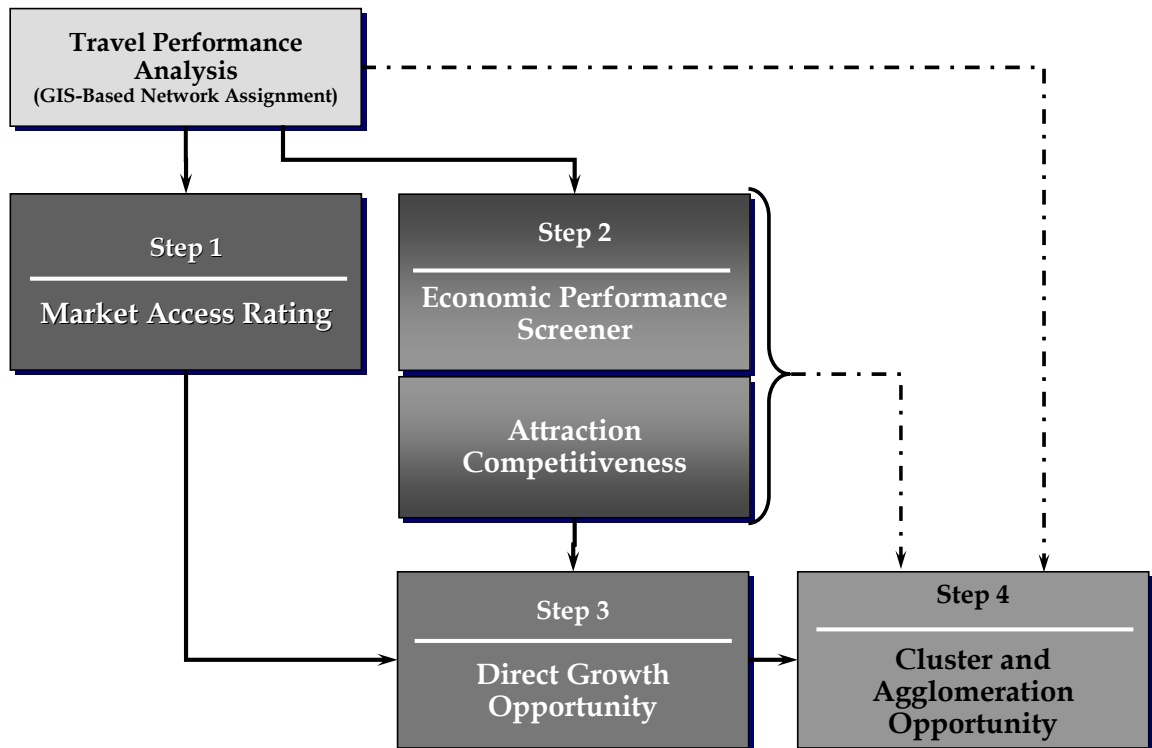 Travel Performance
Analysis
(GIS-Based Network Assignment)
Step 1
Market Access Rating
Step 2
Economic Performance
Screener
Attraction
Competitiveness
Step 3
Direct Growth
Opportunity
Step 4
Cluster and
Agglomeration
Opportunity